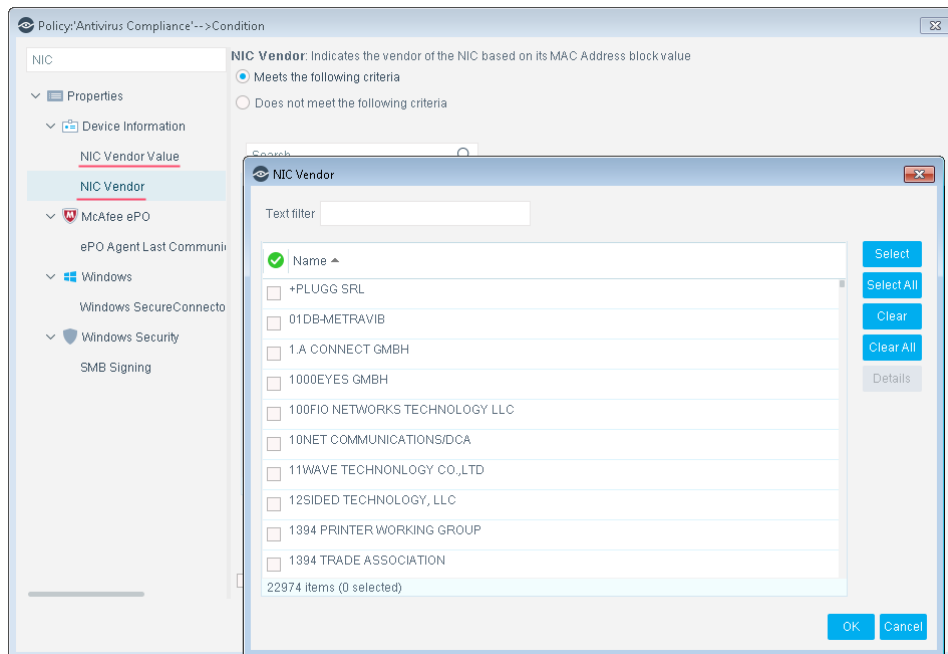 Policy:'Antivirus Compliance'-->Condition
NIC
Properties
Device Information
NIC Vendor Value
NIC Vendor
McAfee ePO
ePO Agent Last Communi
Windows
Windows SecureConnecto
Windows Security
SMB Signing
NIC Vendor: Indicates the vendor of the NIC based on its MAC Address block value
Meets the following criteria
Does not meet the following criteria
Search
NIC Vendor
Text filter
Name
+PLUGG SRL
01DB-METRAVIB
1.A CONNECT GMBH
1000EYES GMBH
100FIO NETWORKS TECHNOLOGY LLC
10NET COMMUNICATIONS/DCA
11WAVE TECHNONLOGY CO.,LTD
12SIDED TECHNOLOGY, LLC
1394 PRINTER WORKING GROUP
1394 TRADE ASSOCIATION
22974 items (0 selected)
Select
Select All
Clear
Clear All
Details
OK Cancel